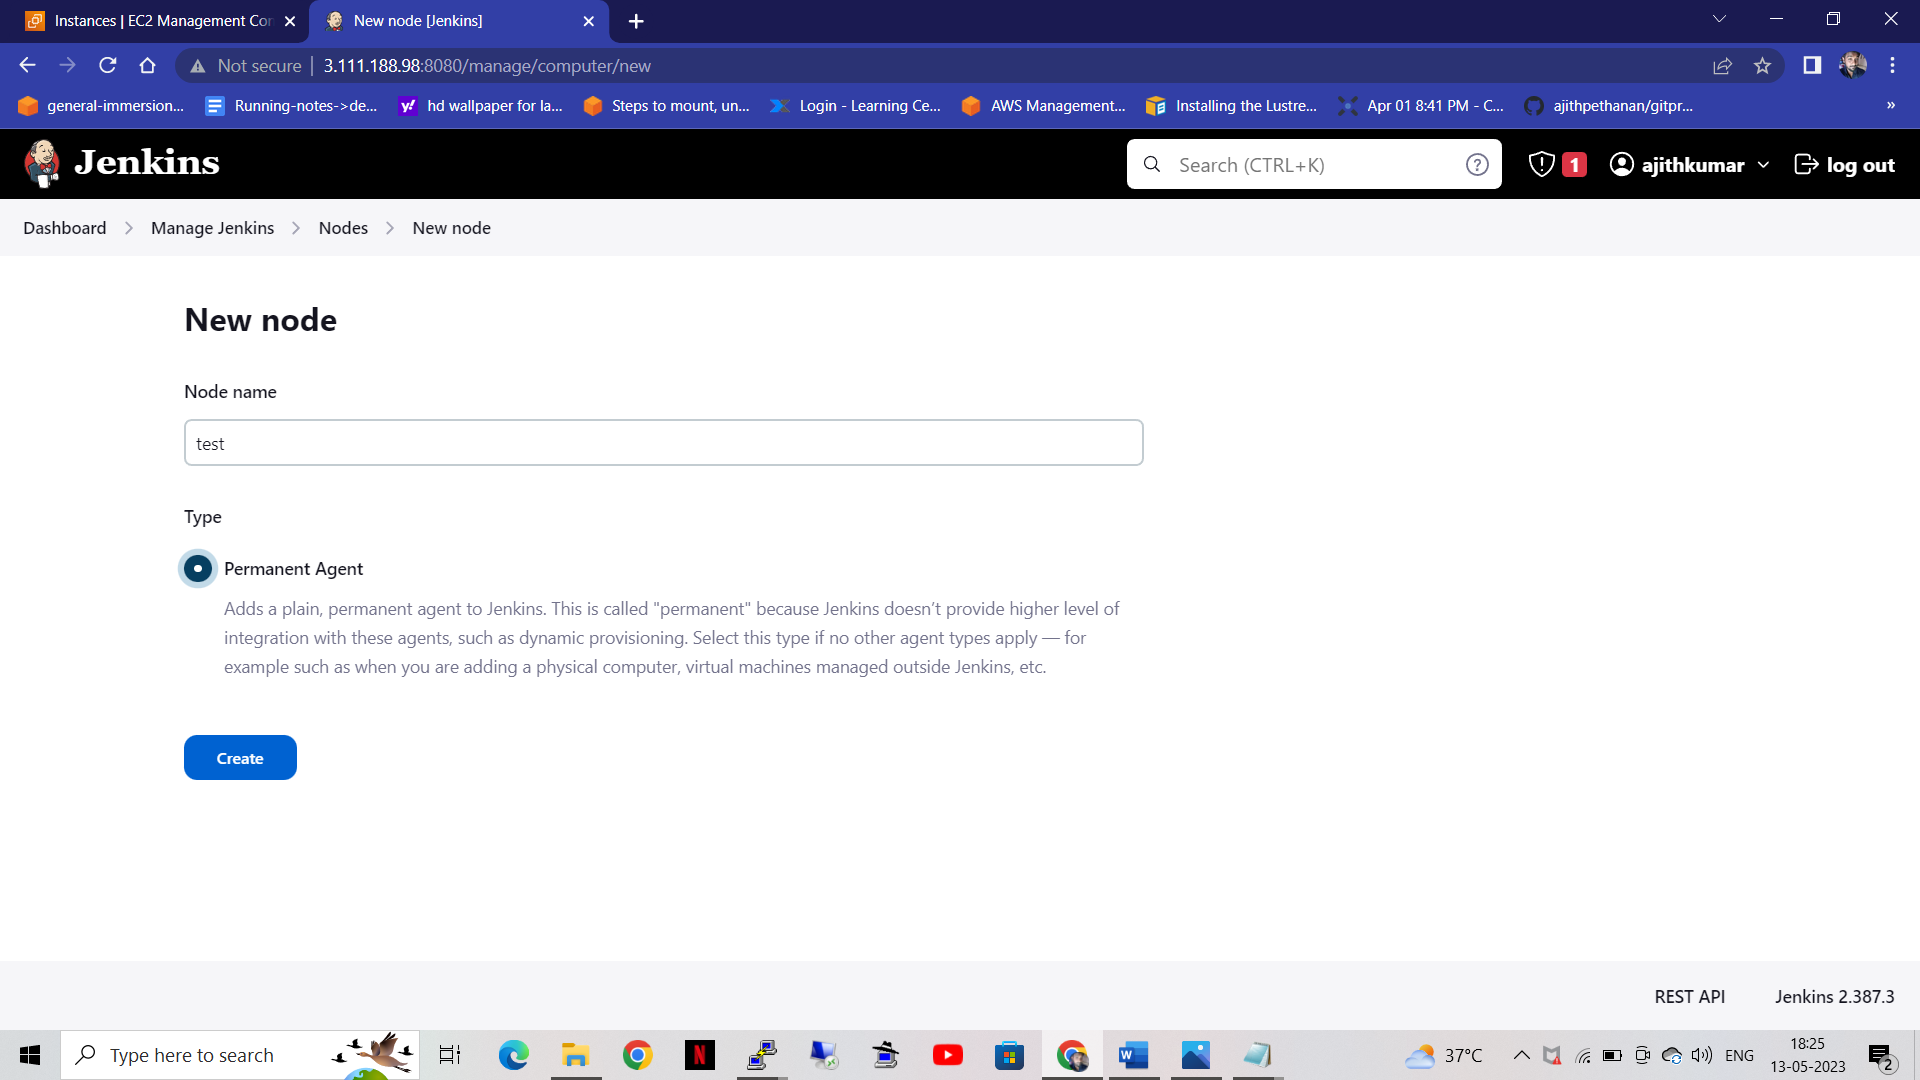 Instances | EC2 Management Con
New node [Jenkins]
Not secure
3.111.188.98:8080/manage/computer/new
general-immersion...
Running-notes->de...
hd wallpaper for la...
Steps to mount, un...
Login - Learning Ce...
AWS Management...
Installing the Lustre...
Apr 01 8:41 PM - C...
ajithpethanan/gitpr...
»
Jenkins
Search (CTRL+K)
1
ajithkumar
log out
Dashboard
Manage Jenkins
Nodes
New node
New node
Node name
test
Type
Permanent Agent
Adds a plain, permanent agent to Jenkins. This is called "permanent" because Jenkins doesn’t provide higher level of
integration with these agents, such as dynamic provisioning. Select this type if no other agent types apply — for
example such as when you are adding a physical computer, virtual machines managed outside Jenkins, etc.
Create
REST API
Jenkins 2.387.3
Type here to search
37°C
ENG
18:25
13-05-2023
2